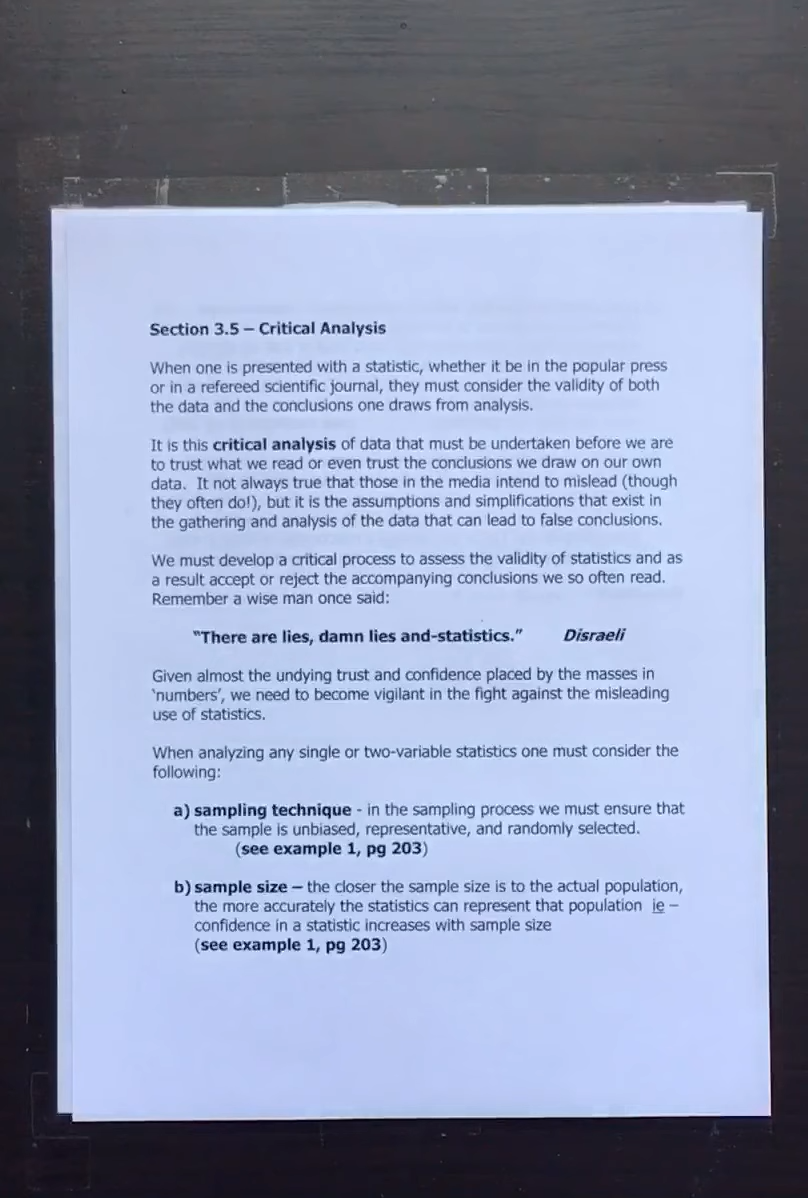 Section 3.5 – Critical Analysis
When one is presented with a statistic, whether it be in the popular press
or in a refereed scientific journal, they must consider the validity of both
the data and the conclusions one draws from analysis.
It is this critical analysis of data that must be undertaken before we are
to trust what we read or even trust the conclusions we draw on our own
data.  It not always true that those in the media intend to mislead (though
they often do!), but it is the assumptions and simplifications that exist in
the gathering and analysis of the data that can lead to false conclusions.
We must develop a critical process to assess the validity of statistics and as
a result accept or reject the accompanying conclusions we so often read.
Remember a wise man once said:
"There are lies, damn lies and-statistics." Disraeli
Given almost the undying trust and confidence placed by the masses in
'numbers', we need to become vigilant in the fight against the misleading
use of statistics.
When analyzing any single or two-variable statistics one must consider the
following:
a) sampling technique - in the sampling process we must ensure that
the sample is unbiased, representative, and randomly selected.
(see example 1, pg 203)
b) sample size – the closer the sample size is to the actual population,
the more accurately the statistics can represent that population ie –
confidence in a statistic increases with sample size
(see example 1, pg 203)